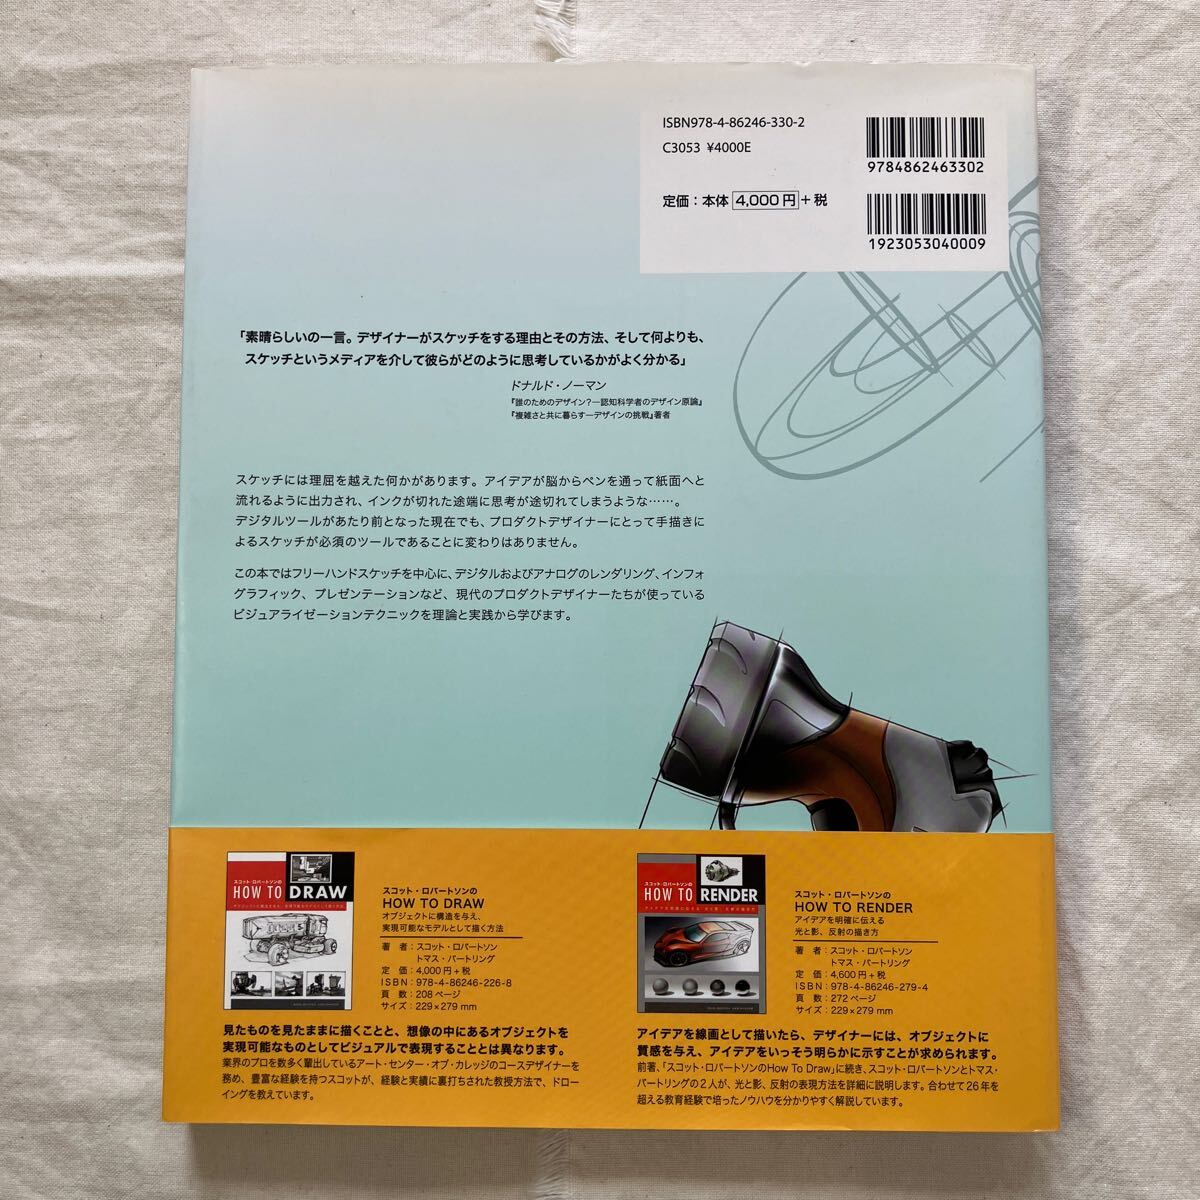 ISBN978-4-86246-330-2
C3053 ¥4000E
定価：本体 4,000円 +税
9784862463302
1923053040009
「素晴らしいの一言。デザイナーがスケッチをする理由とその方法、そして何よりも、
スケッチというメディアを介して彼らがどのように思考しているかがよく分かる」
ドナルド・ノーマン
『誰のためのデザイン？―認知科学者のデザイン原論』
『複雑さと共に暮らす―デザインの挑戦』著者
スケッチには理屈を越えた何かがあります。アイデアが脳からペンを通って紙面へと
流れるように出力され、インクが切れた途端に思考が途切れてしまうような……。
デジタルツールがあたり前となった現在でも、プロダクトデザイナーにとって手描きに
よるスケッチが必須のツールであることに変わりはありません。
この本ではフリーハンドスケッチを中心に、デジタルおよびアナログのレンダリング、インフォ
グラフィック、プレゼンテーションなど、現代のプロダクトデザイナーたちが使っている
ビジュアライゼーションテクニックを理論と実践から学びます。
スコット・ロバートソンの
HOW TO DRAW
スコット・ロバートソンの
HOW TO DRAW
オブジェクトに構造を与え、
実現可能なモデルとして描く方法
著 者：スコット・ロバートソン
トマス・バートリング
定 価：4,000円＋税
ISBN：978-4-86246-226-8
頁 数：208ページ
サイズ：229×279 mm
見たものを見たままに描くことと、想像の中にあるオブジェクトを
実現可能なものとしてビジュアルで表現することとは異なります。
業界のプロを数多く輩出しているアート・センター・オブ・カレッジのコースデザイナーを
務め、豊富な経験を持つスコットが、経験と実績に裏打ちされた教授方法で、ドロー
イングを教えています。
スコット・ロバートソンの
HOW TO RENDER
アイデアを明確に伝える 光と影、反射の描き方
スコット・ロバートソンの
HOW TO RENDER
アイデアを明確に伝える
光と影、反射の描き方
著 者：スコット・ロバートソン
トマス・バートリング
定 価：4,600円＋税
ISBN：978-4-86246-279-4
頁 数：272ページ
サイズ：229×279 mm
アイデアを線画として描いたら、デザイナーには、オブジェクトに
質感を与え、アイデアをいっそう明らかに示すことが求められます。
前著、「スコット・ロバートソンのHow To Draw」に続き、スコット・ロバートソンとトマス・
バートリングの2人が、光と影、反射の表現方法を詳細に説明します。合わせて26年を
超える教育経験で培ったノウハウを分かりやすく解説しています。